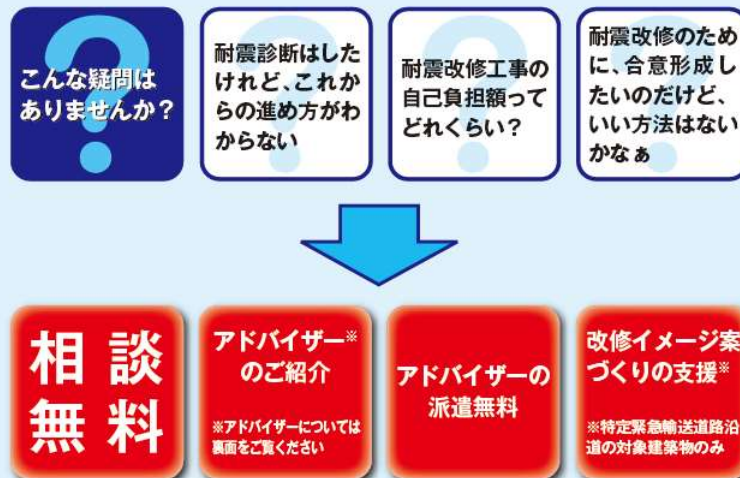 こんな疑問は
ありませんか？
耐震診断はした
けれど、これか
らの進め方がわ
からない
耐震改修工事の
自己負担額って
どれくらい？
耐震改修のため
に、合意形成し
たいのだけど、
いい方法はない
かなぁ
相談
無料
アドバイザー※
のご紹介
※アドバイザーについては
裏面をご覧ください
アドバイザーの
派遣無料
改修イメージ案
づくりの支援※
※特定緊急輸送道路沿
道の対象建築物のみ